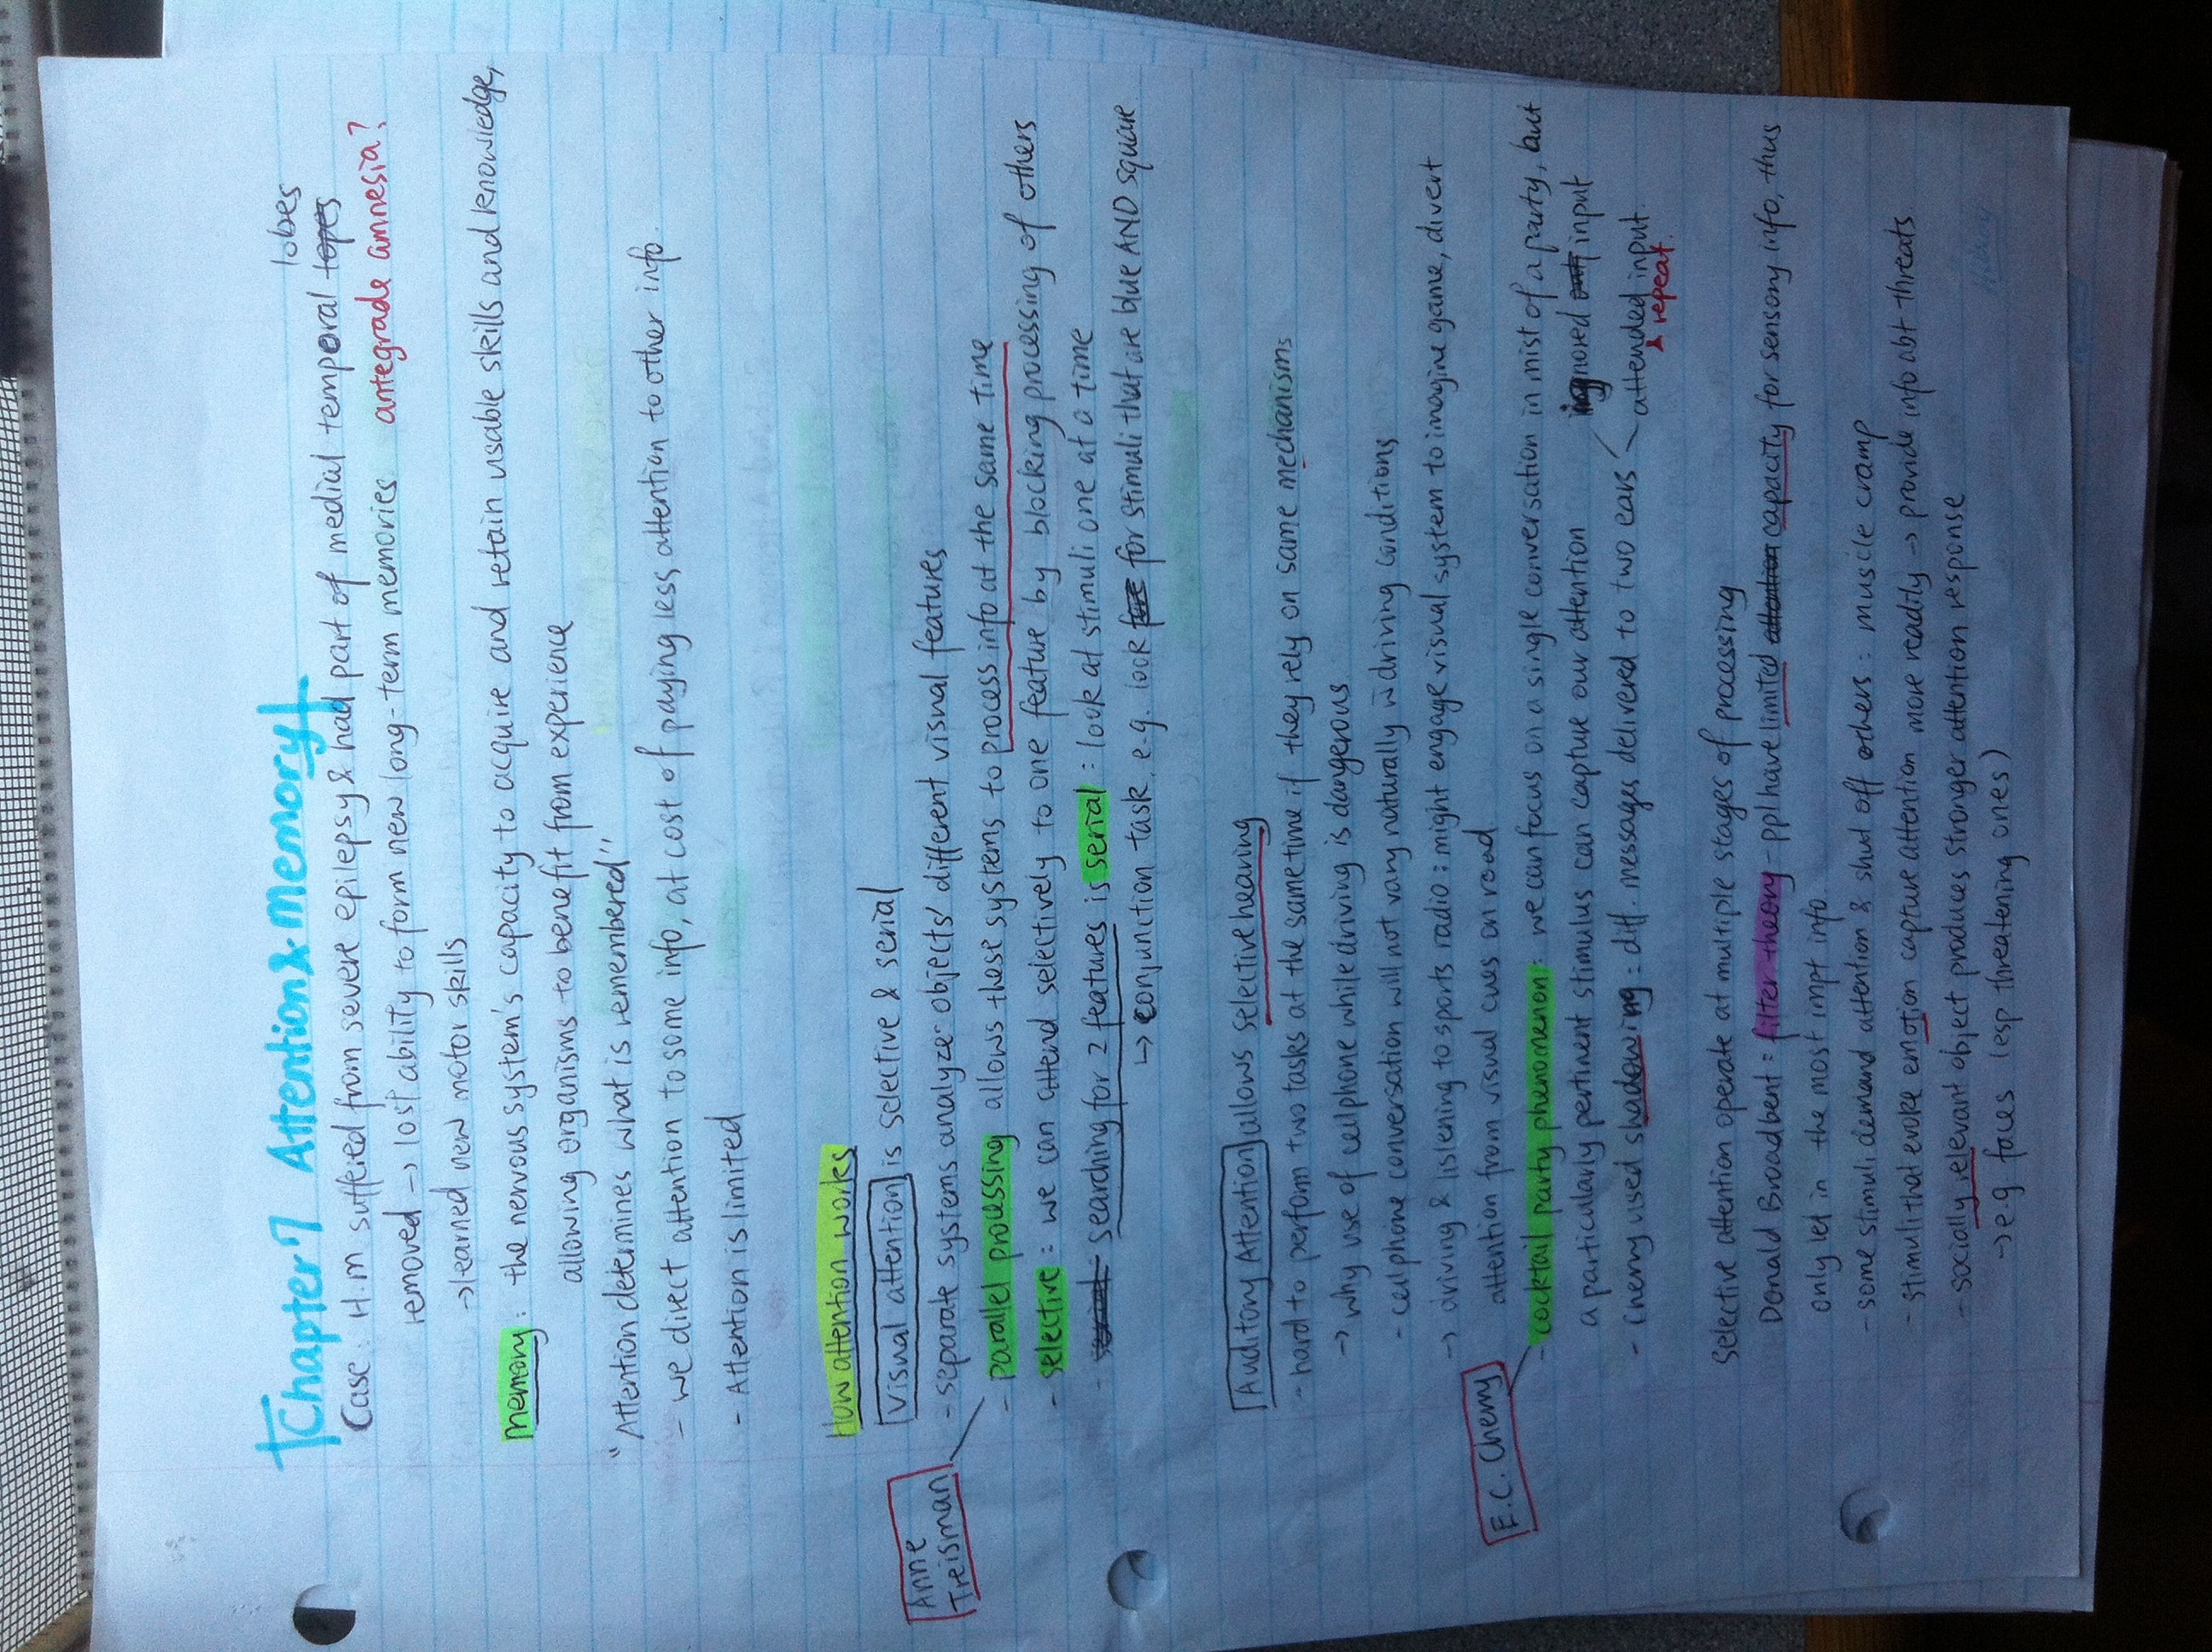 Chapter 7 Attention & Memory
Case: H.M suffered from severe epilepsy & had part of medial temporal lobes
removed → lost ability to form new long-term memories. antegrade amnesia?
→ learned new motor skills
memory: the nervous system's capacity to acquire and retain usable skills and knowledge,
allowing organisms to benefit from experience
"Attention determines what is remembered"
- we direct attention to some info, at cost of paying less attention to other info.
- Attention is limited
How attention works
Visual attention is selective & serial
- separate systems analyze objects' different visual features
Anne
Treisman
- parallel processing allows these systems to process info at the same time
- selective: we can attend selectively to one feature by blocking processing of others
- searching for 2 features is serial: look at stimuli one at a time
→ conjunction task. e.g. look for stimuli that are blue AND square
Auditory Attention allows selective hearing
- hard to perform two tasks at the same time if they rely on same mechanisms
→ why use of cellphone while driving is dangerous
- cellphone conversation will not vary naturally w driving conditions
→ driving & listening to sports radio: might engage visual system to imagine game, divert
attention from visual cues on road
E.C. Cherry
- cocktail party phenomenon: we can focus on a single conversation in mist of a party, but
a particularly pertinent stimulus can capture our attention
ignored input
- Cherry used shadowing: diff. messages delivered to two ears
attended input.
repeat.
Selective attention operate at multiple stages of processing
Donald Broadbent: filter theory - ppl have limited capacity for sensory info, thus
only let in the most impt info.
- some stimuli demand attention & shut off others: muscle cramp
- stimuli that evoke emotion capture attention more readily → provide info abt threats
- socially relevant object produces stronger attention response
→ e.g. faces (esp threatening ones)